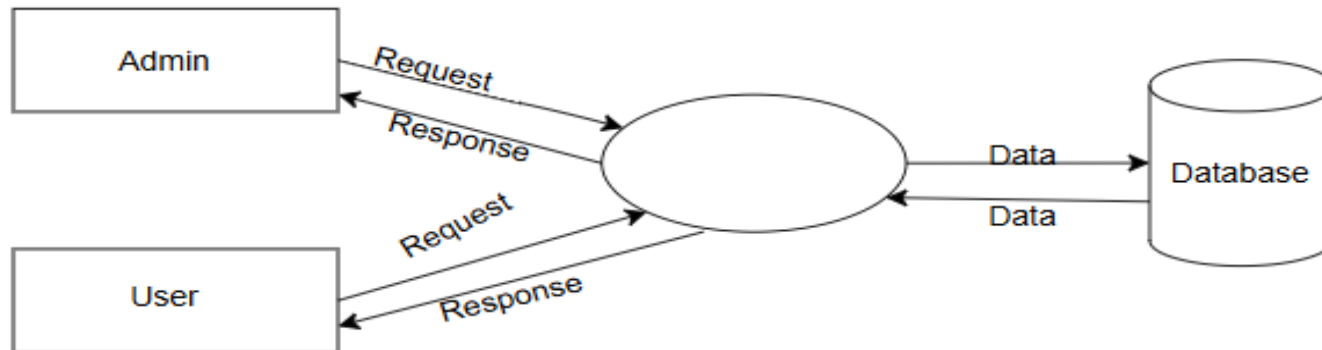 Admin
Request
Response
Data
Database
Data
Request
User
Response